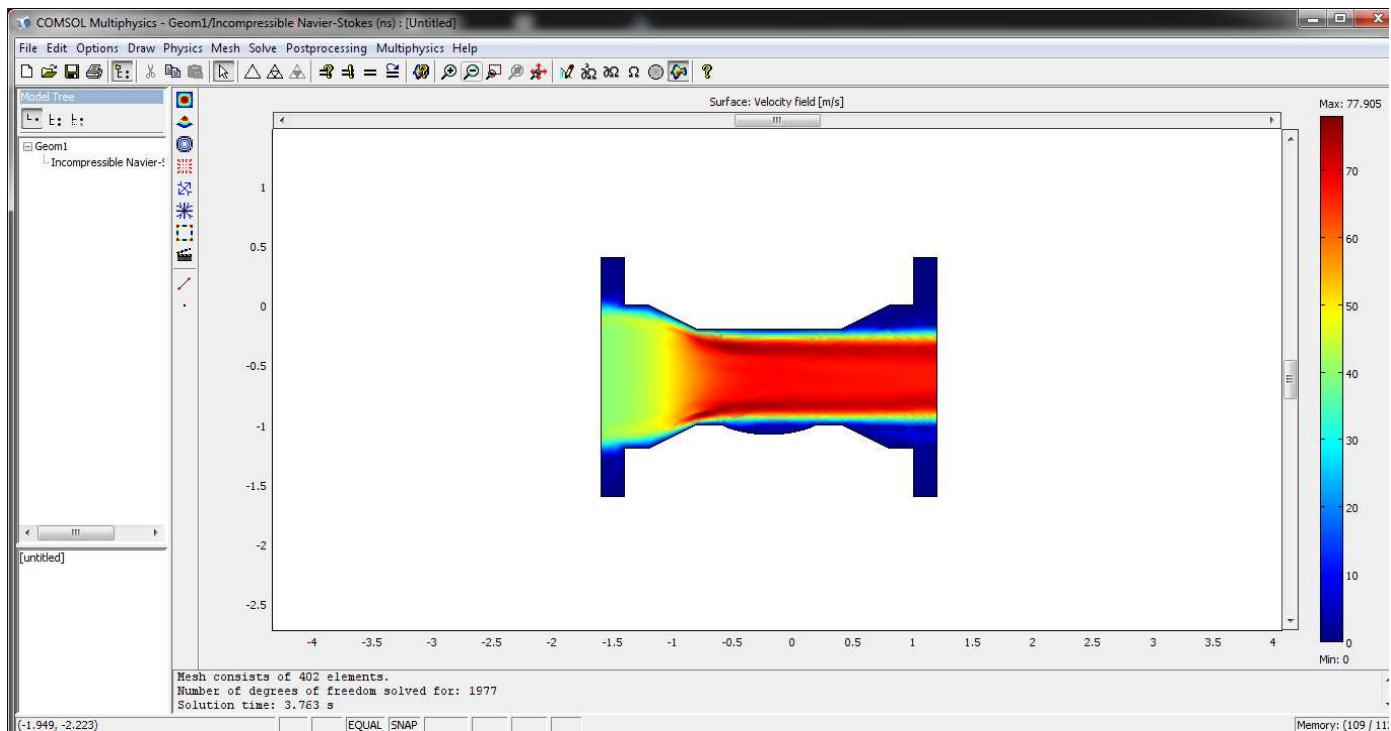 COMSOL Multiphysics - Geom1/Incompressible Navier-Stokes (ns) : [Untitled]
File Edit Options Draw Physics Mesh Solve Postprocessing Multiphysics Help
Model Tree
Geom1
Incompressible Navier-S
[untitled]
Surface: Velocity field [m/s]
1
0.5
0
-0.5
-1
-1.5
-2
-2.5
-4 -3.5 -3 -2.5 -2 -1.5 -1 -0.5 0 0.5 1 1.5 2 2.5 3 3.5 4
Max: 77.905
70
60
50
40
30
20
10
0
Min: 0
Mesh consists of 402 elements.
Number of degrees of freedom solved for: 1977
Solution time: 3.763 s
(-1.949, -2.223) EQUAL SNAP Memory: (109 / 112